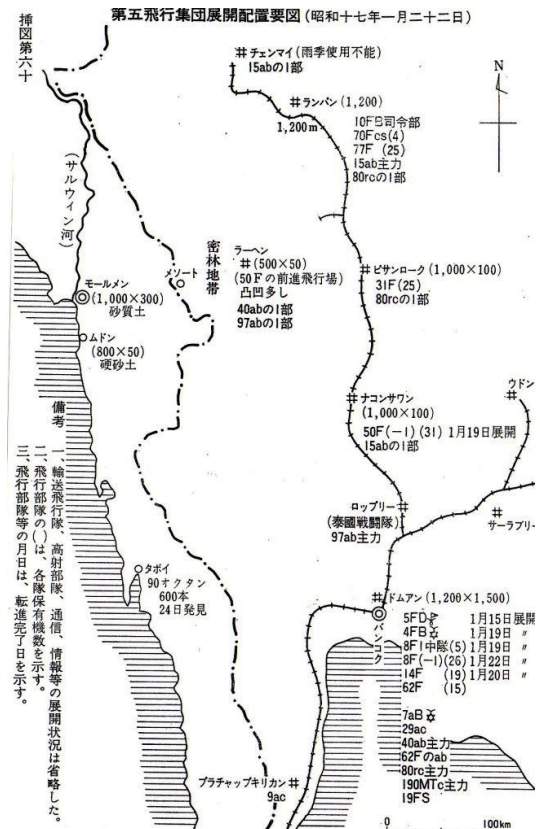 第五飛行集団展開配置要図(昭和十七年一月二十二日)
挿図第六十
チェンマイ(雨季使用不能)
15abの1部
ランパン(1,200)
1,200m
10FB司令部
70Fcs(4)
77F(25)
15ab主力
80rcの1部
N
(サルウィン河)
密林地帯
メソート
ラーヘン
(500×50)
(50Fの前進飛行場)
凸凹多し
40abの1部
97abの1部
ピサンローク(1,000×100)
31F(25)
80rcの1部
モールメン
(1,000×300)
砂質土
ムドン
(800×50)
硬砂土
ナコンサワン
(1,000×100)
50F(-1)(31) 1月19日展開
15abの1部
ウドン
ロップリー
(泰國戦闘隊)
97ab主力
サーラブリー
タボイ
90オクタン
600本
24日発見
ドムアン(1,200×1,500)
バンコク
5FD 1月15日展開
4FB 1月19日 〃
8F1中隊(5) 1月19日 〃
8F(-1)(26) 1月22日 〃
14F (19) 1月20日 〃
62F (15)
7aB
29ac
40ab主力
62Fのab
80rc主力
190MTc主力
19FS
プラチャップキリカン
9ac
備考
一、輸送飛行隊、高射部隊、通信、情報等の展開状況は省略した。
二、飛行部隊の()は、各隊保有機数を示す。
三、飛行部隊等の月日は、転進完了日を示す。
0 100km